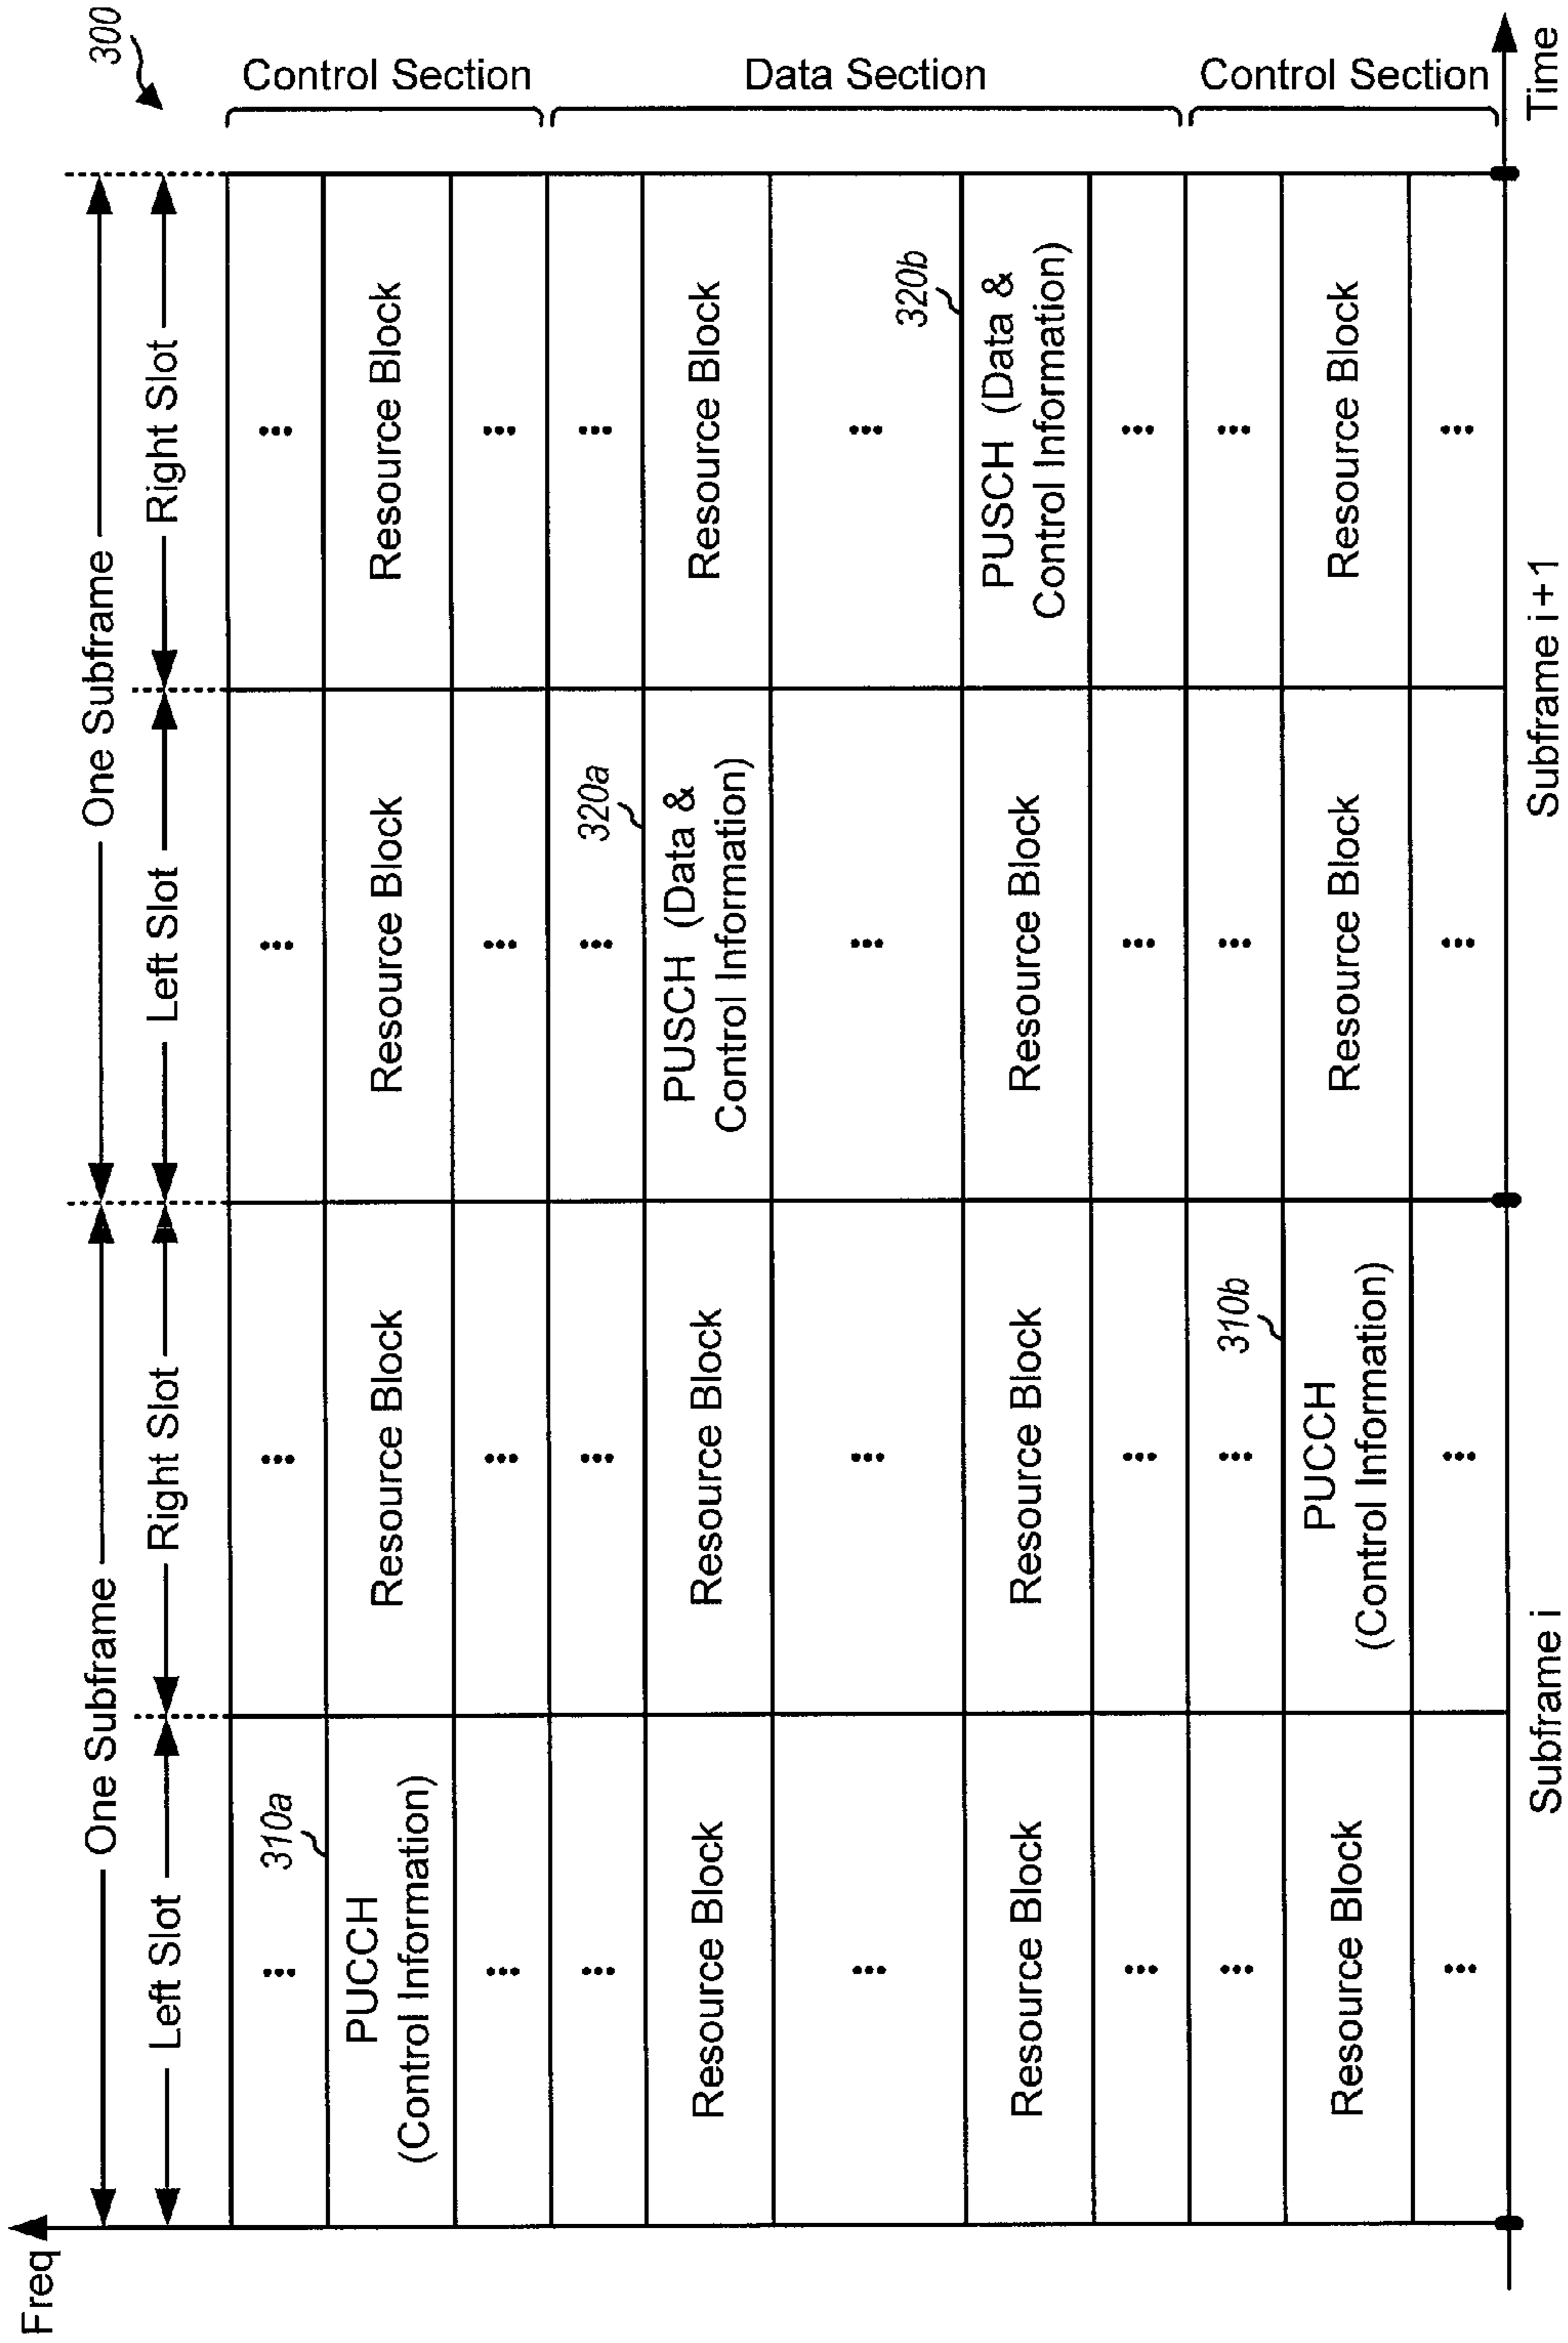 300
One Subframe
One Subframe
Left Slot
Right Slot
Left Slot
Right Slot
Freq
Control Section
Data Section
Control Section
...
...
...
...
310a
PUCCH
(Control Information)
Resource Block
Resource Block
Resource Block
...
...
...
...
...
...
...
...
320a
Resource Block
Resource Block
PUSCH (Data &
Control Information)
Resource Block
...
...
...
...
320b
Resource Block
Resource Block
Resource Block
PUSCH (Data &
Control Information)
...
...
...
...
...
...
...
...
310b
Resource Block
PUCCH
(Control Information)
Resource Block
Resource Block
...
...
...
...
Subframe i
Subframe i + 1
Time